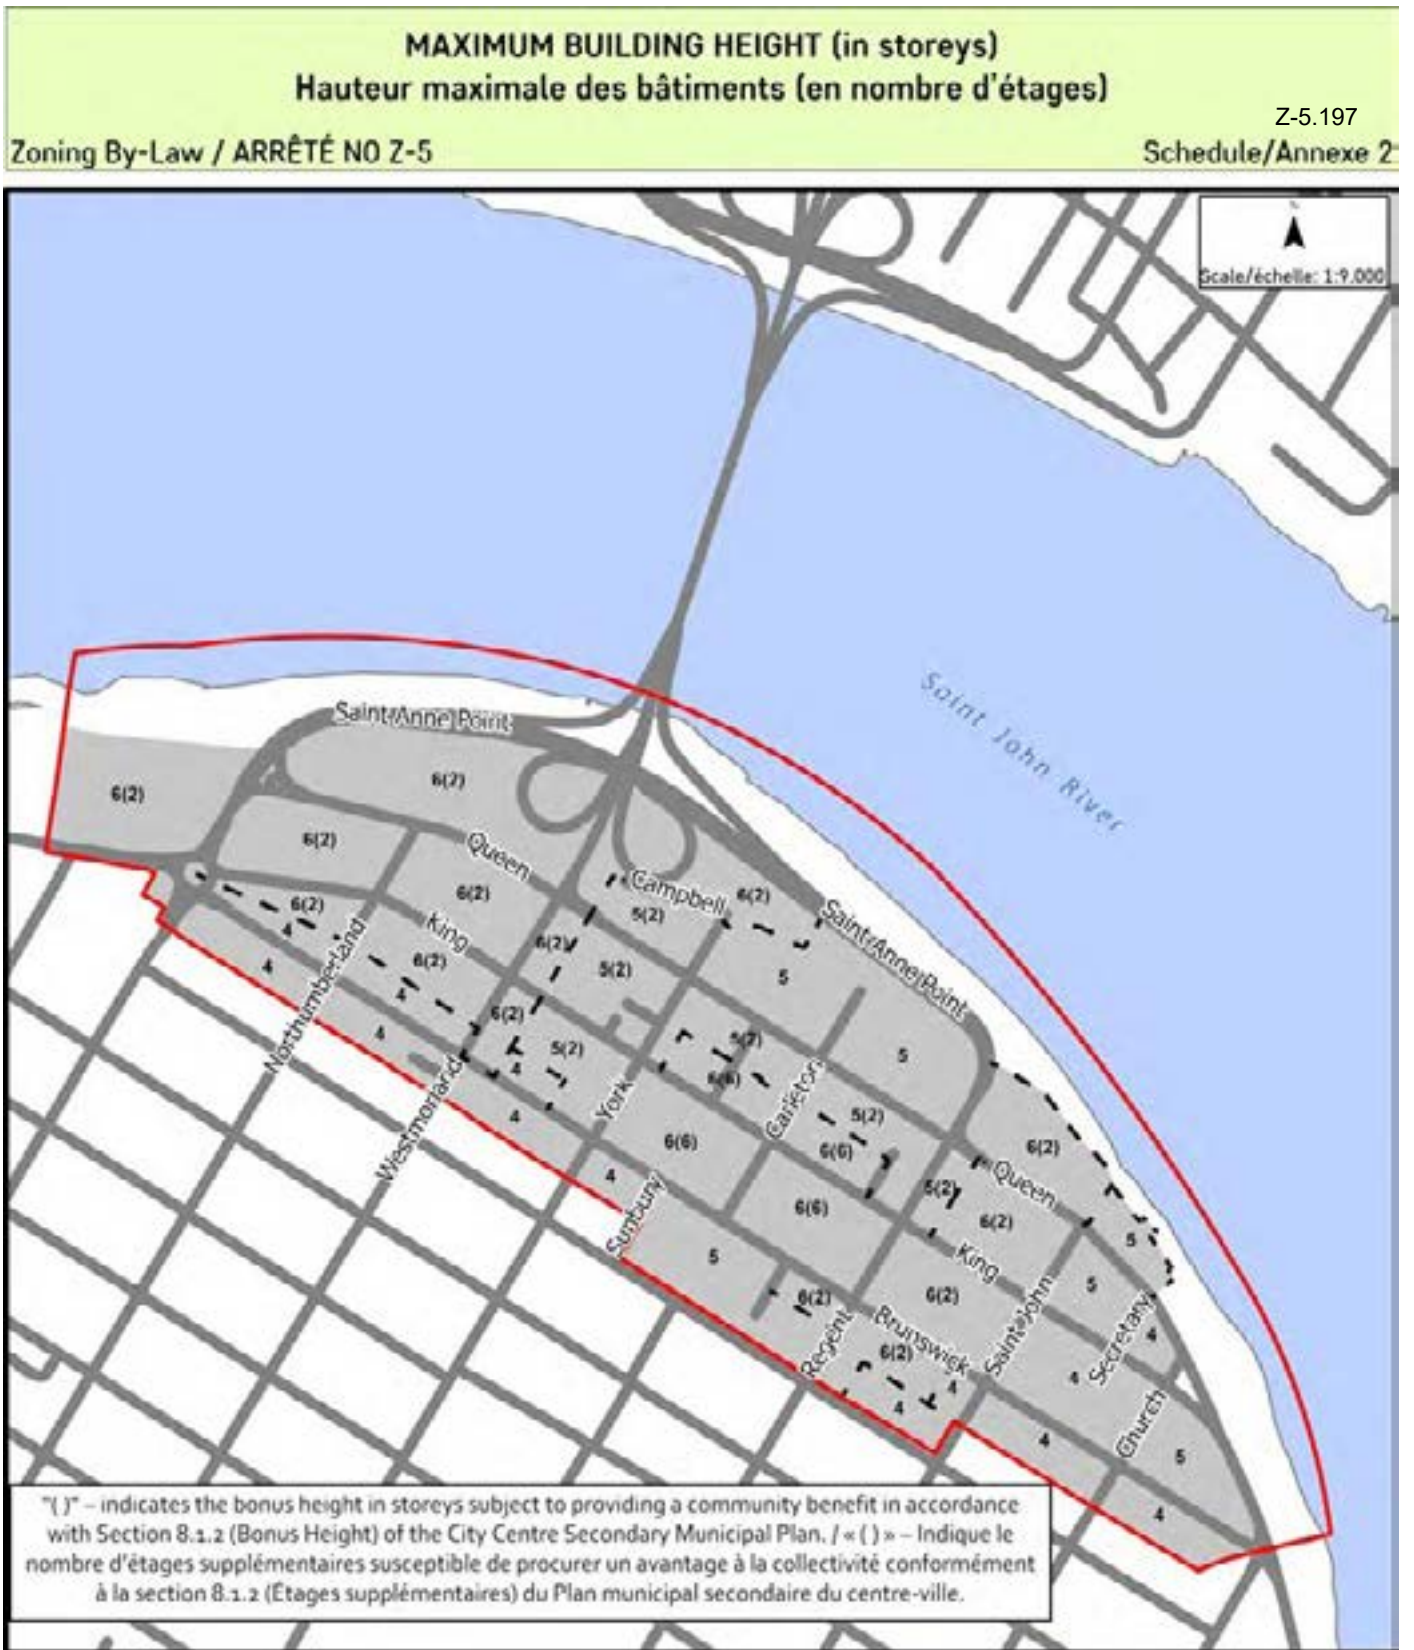 MAXIMUM BUILDING HEIGHT (in storeys)
Hauteur maximale des bâtiments (en nombre d'étages)
Z-5.197
Zoning By-Law / ARRÊTÉ NO Z-5
Schedule/Annexe 2
Scale/échelle: 1:9.000
Saint John River
Saint Anne Point
6(2)
6(2)
6(2)
Queen
Campbell
6(2)
6(2)
6(2)
5(2)
Saint Anne Point
4
King
6(2)
Northumberland
6(2)
5(2)
5
4
4
6(2)
5(2)
5(2)
5
4
4
6(6)
Westmorland
4
York
Carleton
5(2)
6(2)
6(6)
6(6)
4
5(2)
Queen
Sunbury
6(6)
6(2)
5
5
King
5
6(2)
6(2)
Saint John
Secretary
Regent
Brunswick
4
6(2)
4
4
4
Church
4
5
4
"( )" – indicates the bonus height in storeys subject to providing a community benefit in accordance
with Section 8.1.2 (Bonus Height) of the City Centre Secondary Municipal Plan. / « ( ) » – Indique le
nombre d'étages supplémentaires susceptible de procurer un avantage à la collectivité conformément
à la section 8.1.2 (Étages supplémentaires) du Plan municipal secondaire du centre-ville.